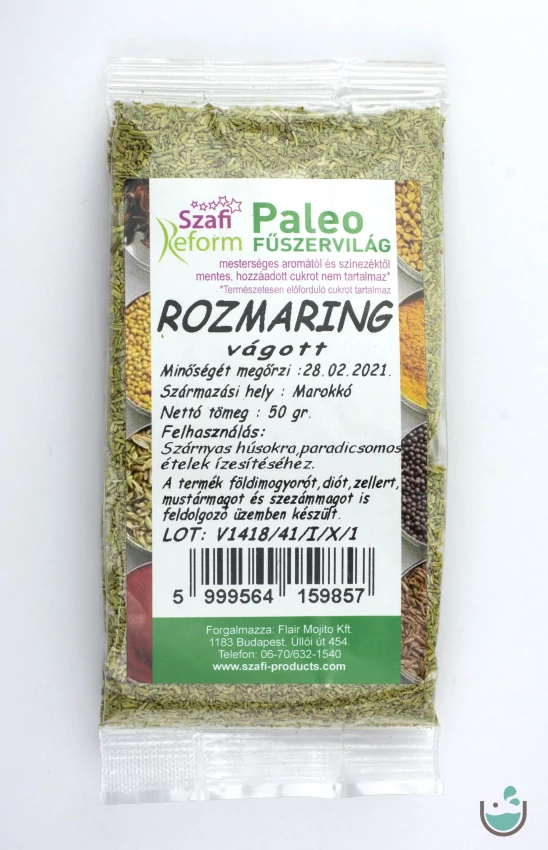 Szafi
Reform
Paleo
FŰSZERVILÁG
mesterséges aromától és színezéktől
mentes, hozzáadott cukrot nem tartalmaz*
*Természetesen előforduló cukrot tartalmaz
ROZMARING
vágott
Minőségét megőrzi :28.02.2021.
Származási hely : Marokkó
Nettó tömeg : 50 gr.
Felhasználás:
Szárnyas húsokra,paradicsomos
ételek ízesítéséhez.
A termék földimogyorót,diót,zellert,
mustármagot és szezámmagot is
feldolgozó üzemben készült.
LOT: V1418/41/I/X/1
5 999564 159857
Forgalmazza: Flair Mojito Kft.
1183 Budapest, Üllői út 454.
Telefon: 06-70/632-1540
www.szafi-products.com